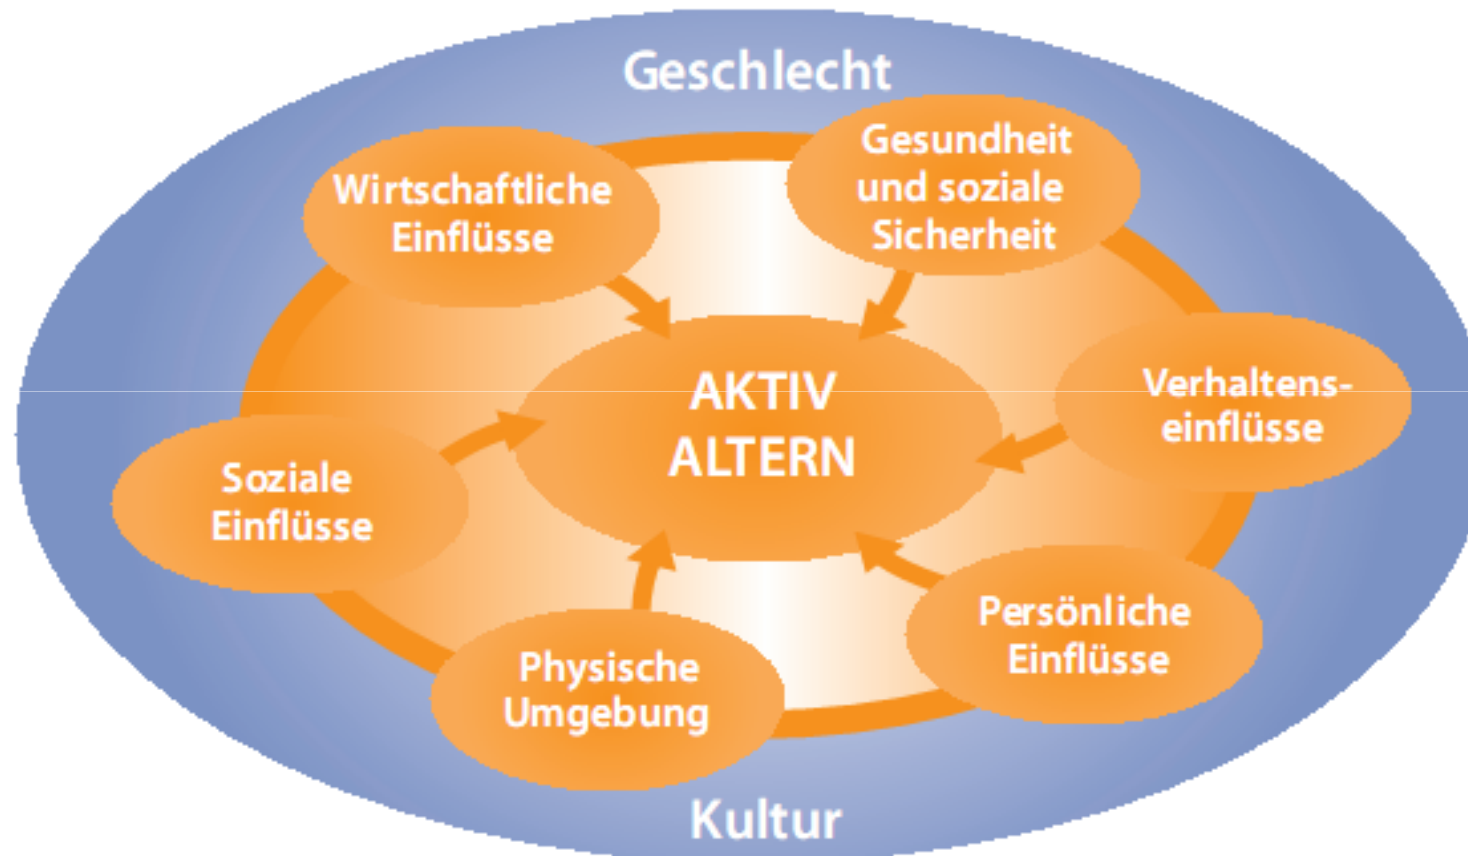 Geschlecht
Gesundheit
und soziale
Sicherheit
Wirtschaftliche
Einflüsse
AKTIV
ALTERN
Verhaltens-
einflüsse
Soziale
Einflüsse
Persönliche
Einflüsse
Physische
Umgebung
Kultur